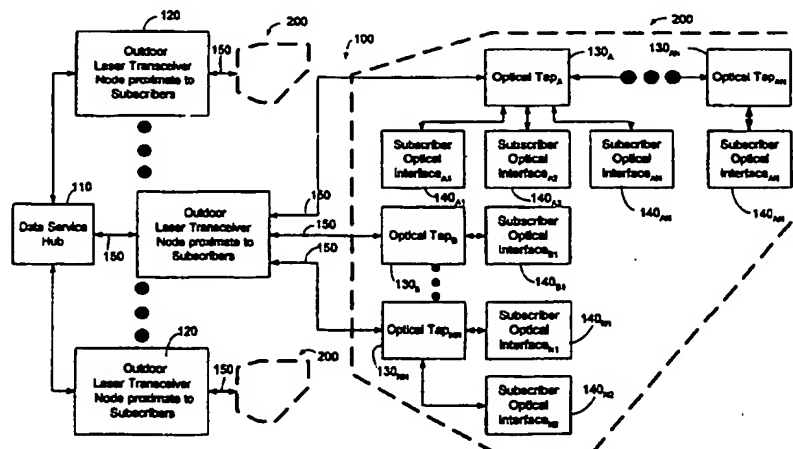 120
Outdoor
Laser Transceiver
Node proximate to
Subscribers
150
200
100
200
130A
Optical TapA
130AN
Optical TapAN
Subscriber
Optical
InterfaceA1
140A1
Subscriber
Optical
InterfaceA2
140A2
Subscriber
Optical
InterfaceAN
140AN
Subscriber
Optical
InterfaceAN
140AN
110
Data Service
Hub
150
Outdoor
Laser Transceiver
Node proximate to
Subscribers
150
150
150
Optical TapB
130B
Subscriber
Optical
InterfaceB1
140B1
Optical TapNN
130NN
Subscriber
Optical
InterfaceN1
140N1
Subscriber
Optical
InterfaceN2
140N2
120
Outdoor
Laser Transceiver
Node proximate to
Subscribers
150
200